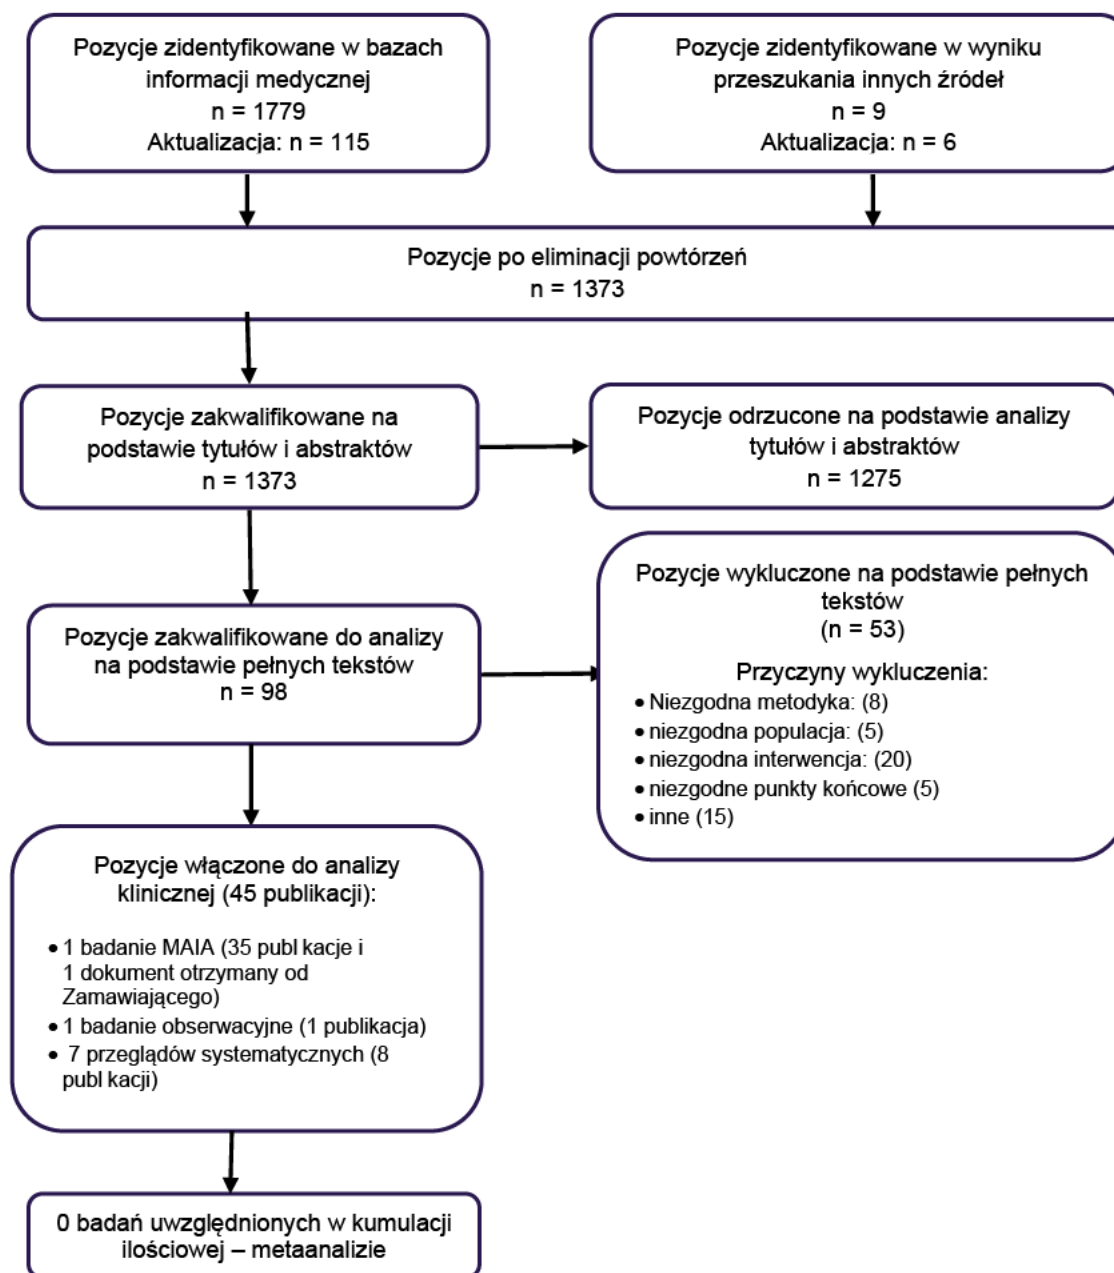 Pozycje zidentyfikowane w bazach
informacji medycznej
n = 1779
Aktualizacja: n = 115
Pozycje zidentyfikowane w wyniku
przeszukania innych źródeł
n = 9
Aktualizacja: n = 6
Pozycje po eliminacji powtórzeń
n = 1373
Pozycje zakwalifikowane na
podstawie tytułów i abstraktów
n = 1373
Pozycje odrzucone na podstawie analizy
tytułów i abstraktów
n = 1275
Pozycje zakwalifikowane do analizy
na podstawie pełnych tekstów
n = 98
Pozycje wykluczone na podstawie pełnych
tekstów
(n = 53)
Przyczyny wykluczenia:
• Niezgodna metodyka: (8)
• niezgodna populacja: (5)
• niezgodna interwencja: (20)
• niezgodne punkty końcowe (5)
• inne (15)
Pozycje włączone do analizy
klinicznej (45 publikacji):
• 1 badanie MAIA (35 publ kacje i
1 dokument otrzymany od
Zamawiającego)
• 1 badanie obserwacyjne (1 publikacja)
• 7 przeglądów systematycznych (8
publ kacji)
0 badań uwzględnionych w kumulacji
ilościowej – metaanalizie